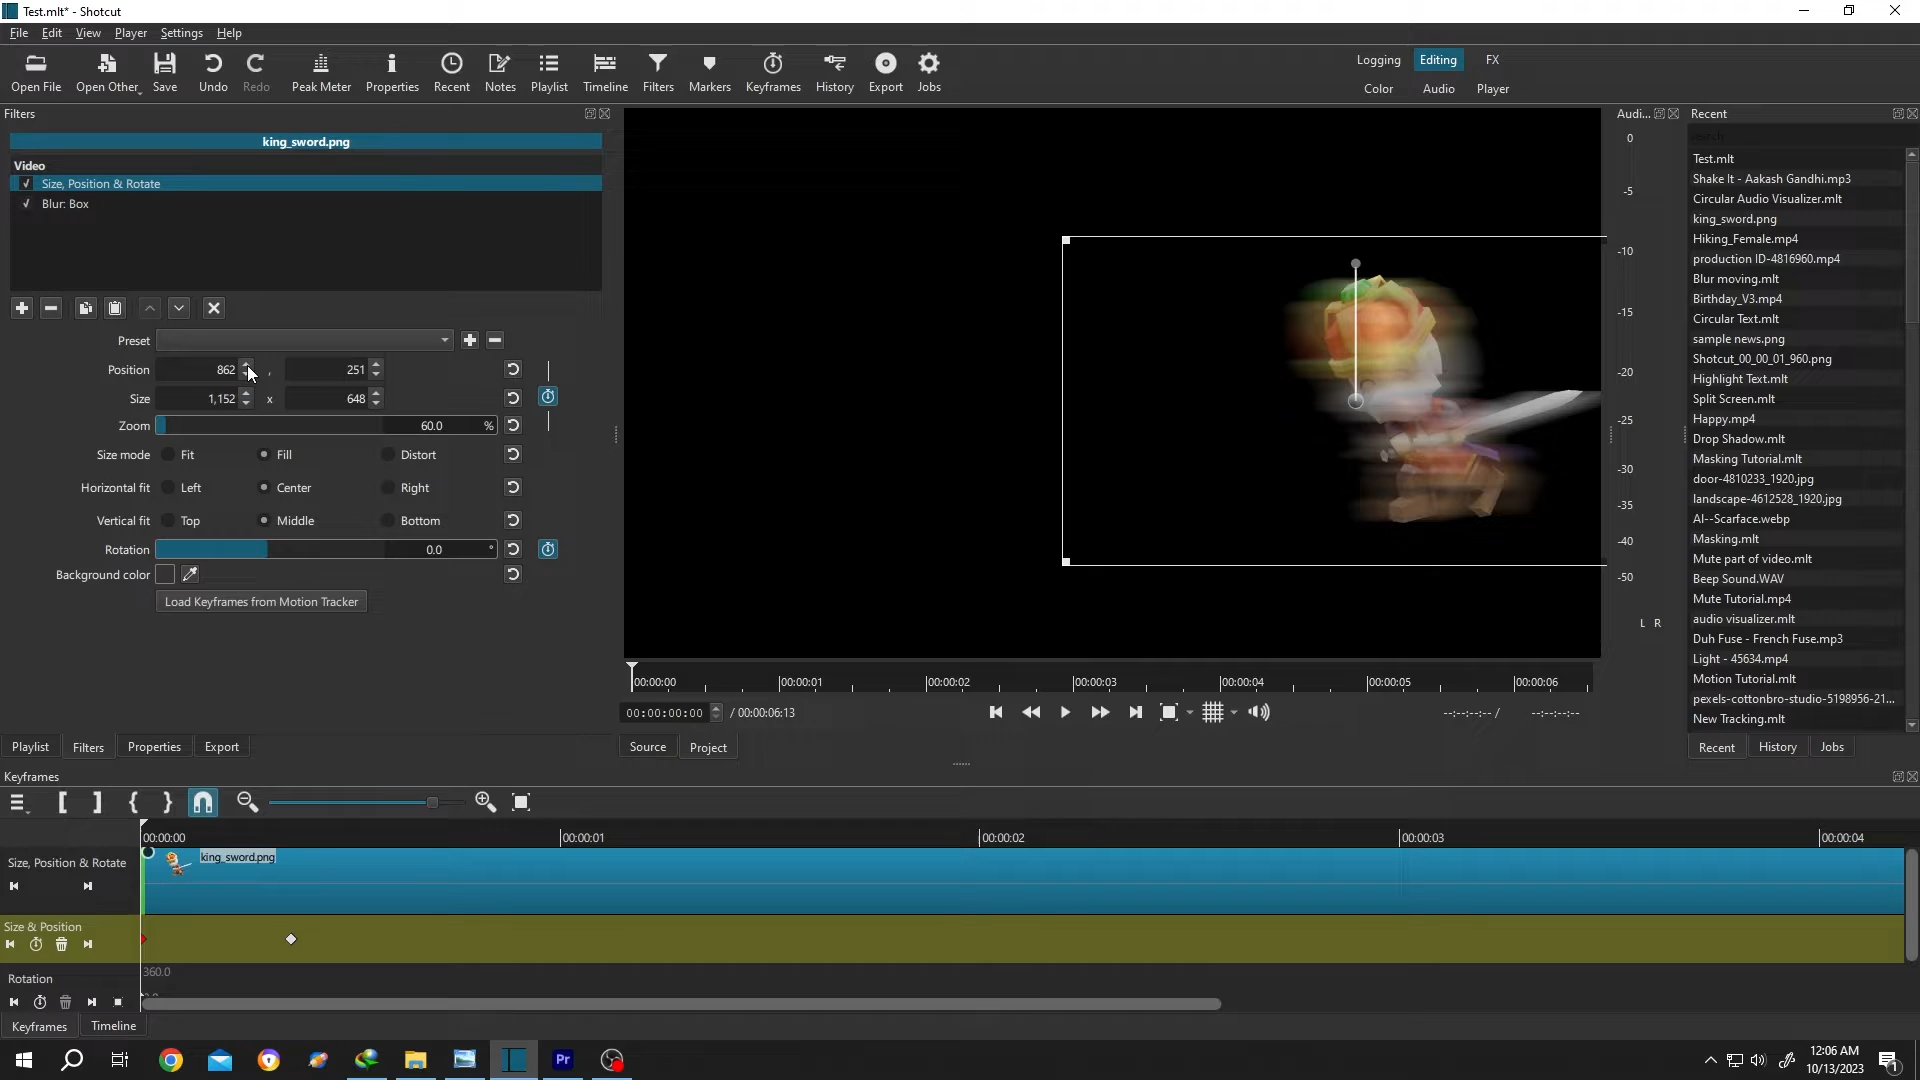 Test.mlt* - Shotcut
File Edit View Player Settings Help
Open File Open Other Save Undo Redo Peak Meter Properties Recent Notes Playlist Timeline Filters Markers Keyframes History Export Jobs
Logging Editing FX
Color Audio Player
Filters
king_sword.png
Video
✓ Size, Position & Rotate
✓ Blur: Box
Preset
Position 862 , 251
Size 1,152 x 648
Zoom 60.0 %
Size mode Fit Fill Distort
Horizontal fit Left Center Right
Vertical fit Top Middle Bottom
Rotation 0.0 °
Background color
Load Keyframes from Motion Tracker
Playlist Filters Properties Export
00:00:00 00:00:01 00:00:02 00:00:03 00:00:04 00:00:05 00:00:06
00:00:00:00 / 00:00:06:13
--:--:--:-- / --:--:--:--
Source Project
Audi...
0
-5
-10
-15
-20
-25
-30
-35
-40
-50
L R
Recent
search
Test.mlt
Shake It - Aakash Gandhi.mp3
Circular Audio Visualizer.mlt
king_sword.png
Hiking_Female.mp4
production ID-4816960.mp4
Blur moving.mlt
Birthday_V3.mp4
Circular Text.mlt
sample news.png
Shotcut_00_00_01_960.png
Highlight Text.mlt
Split Screen.mlt
Happy.mp4
Drop Shadow.mlt
Masking Tutorial.mlt
door-4810233_1920.jpg
landscape-4612528_1920.jpg
AI--Scarface.webp
Masking.mlt
Mute part of video.mlt
Beep Sound.WAV
Mute Tutorial.mp4
audio visualizer.mlt
Duh Fuse - French Fuse.mp3
Light - 45634.mp4
Motion Tutorial.mlt
pexels-cottonbro-studio-5198956-21...
New Tracking.mlt
Recent History Jobs
Keyframes
00:00:00 00:00:01 00:00:02 00:00:03 00:00:04
Size, Position & Rotate
king_sword.png
Size & Position
Rotation
360.0
Keyframes Timeline
Pr
12:06 AM
10/13/2023
1